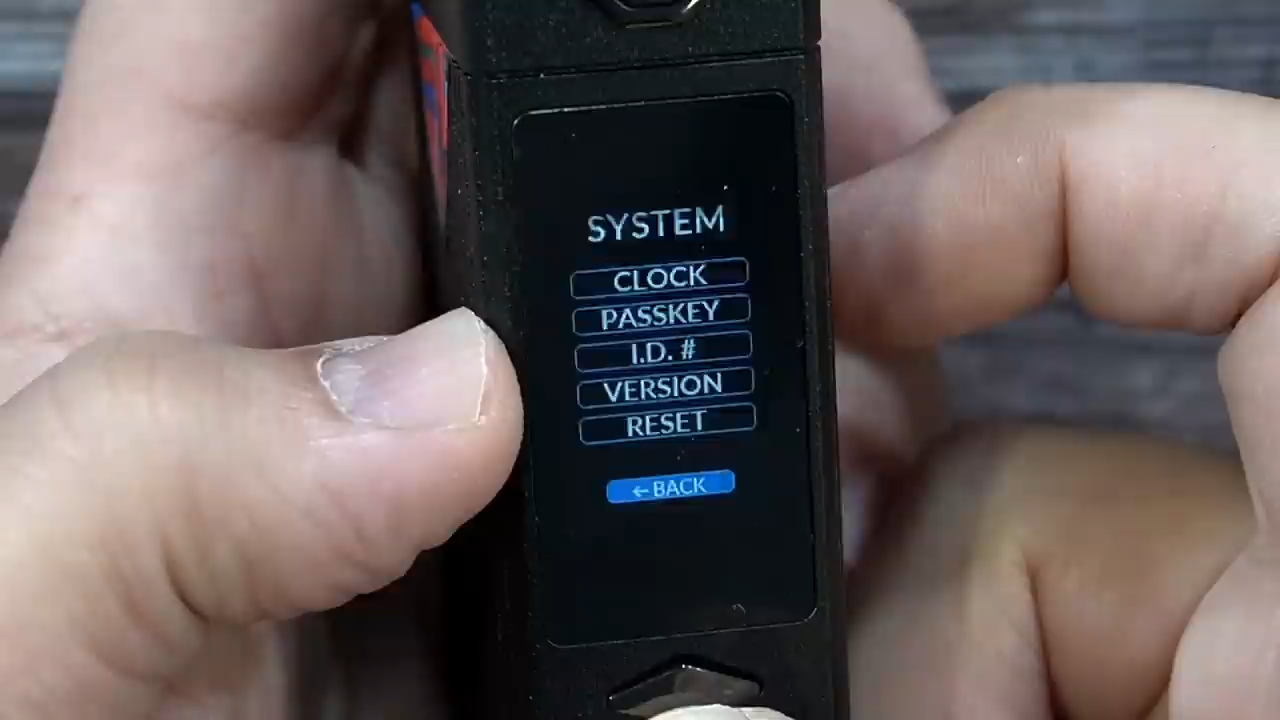 SYSTEM
CLOCK
PASSKEY
I.D. #
VERSION
RESET
←BACK